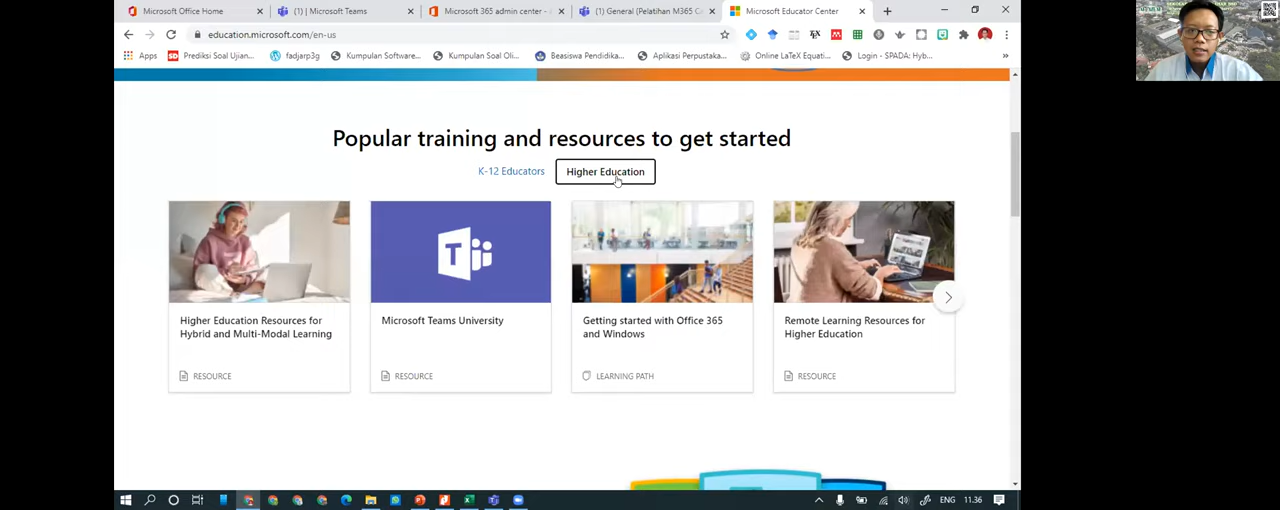 Microsoft Office Home
(1) | Microsoft Teams
Microsoft 365 admin center -
(1) General (Pelatihan M365
Microsoft Educator Center
education.microsoft.com/en-us
Apps
Prediksi Soal Ujian...
fadjarp3g
Kumpulan Software...
Kumpulan Soal Oli...
Beasiswa Pendidika...
Aplikasi Perpustaka...
Online LaTeX Equati...
Login - SPADA: Hyb...
Popular training and resources to get started
K-12 Educators
Higher Education
Higher Education Resources for
Hybrid and Multi-Modal Learning
RESOURCE
Microsoft Teams University
RESOURCE
Getting started with Office 365
and Windows
LEARNING PATH
Remote Learning Resources for
Higher Education
RESOURCE
ENG
11.36